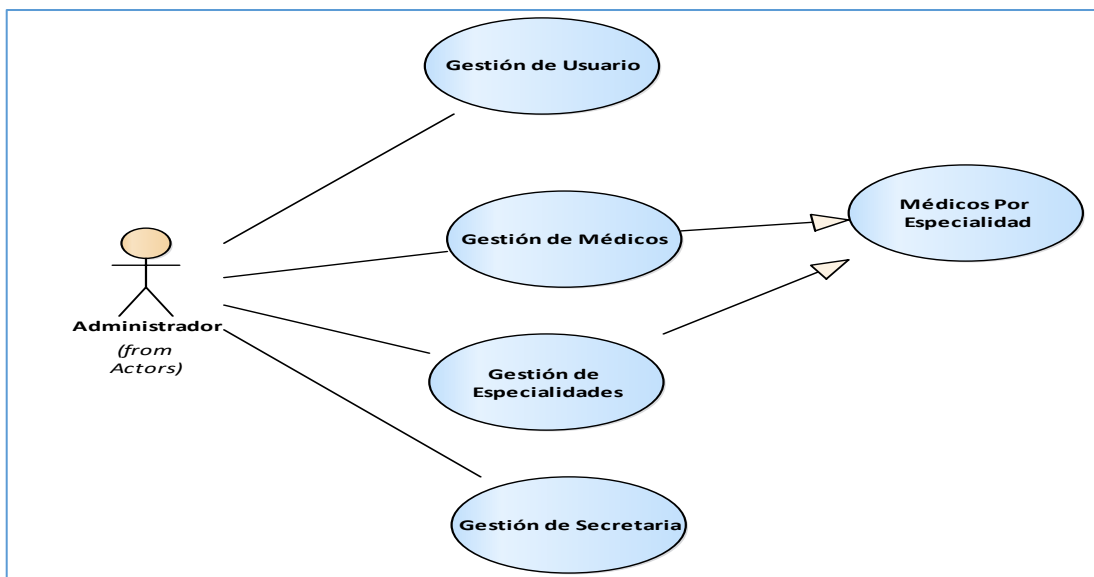 Gestión de Usuario
Médicos Por
Especialidad
Gestión de Médicos
Administrador
(from
Actors)
Gestión de
Especialidades
Gestión de Secretaria